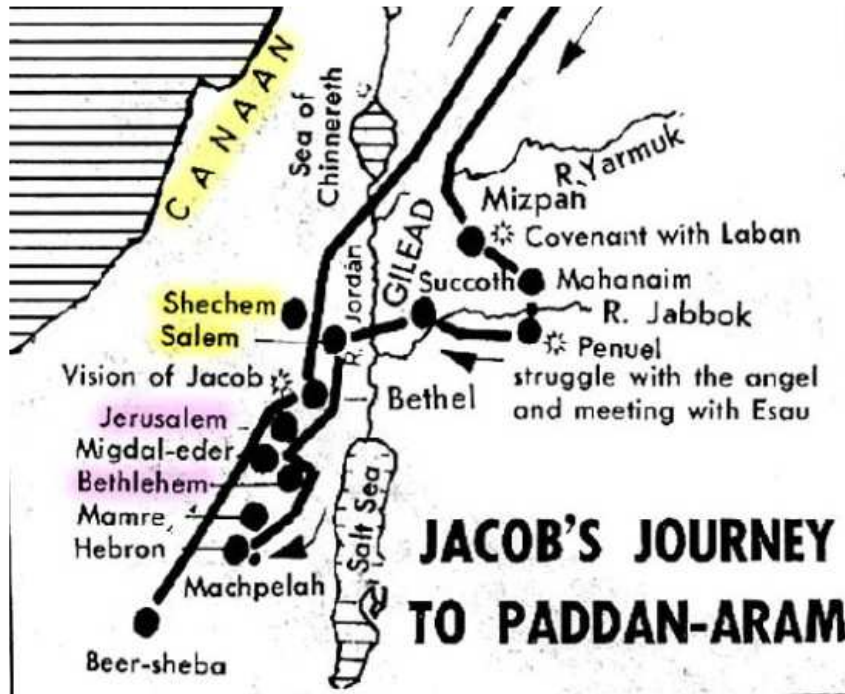 CANAAN
Sea of
Chinnereth
R. Yarmuk
Mizpah
Covenant with Laban
GILEAD
Succoth
Mahanaim
R. Jordan
Shechem
Salem
R. Jabbok
Penuel
struggle with the angel
and meeting with Esau
Vision of Jacob
Bethel
Jerusalem
Migdal-eder
Bethlehem
Mamre
Hebron
Machpelah
Salt Sea
Beer-sheba
JACOB'S JOURNEY
TO PADDAN-ARAM